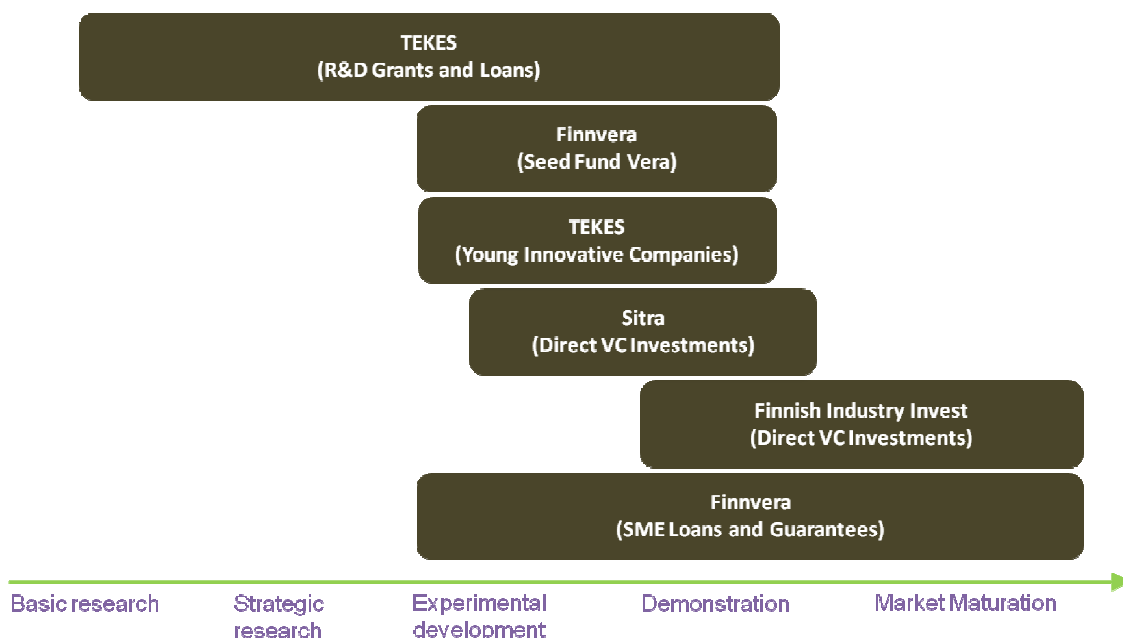 TEKES
(R&D Grants and Loans)
Finnvera
(Seed Fund Vera)
TEKES
(Young Innovative Companies)
Sitra
(Direct VC Investments)
Finnish Industry Invest
(Direct VC Investments)
Finnvera
(SME Loans and Guarantees)
Basic research
Strategic
research
Experimental
development
Demonstration
Market Maturation